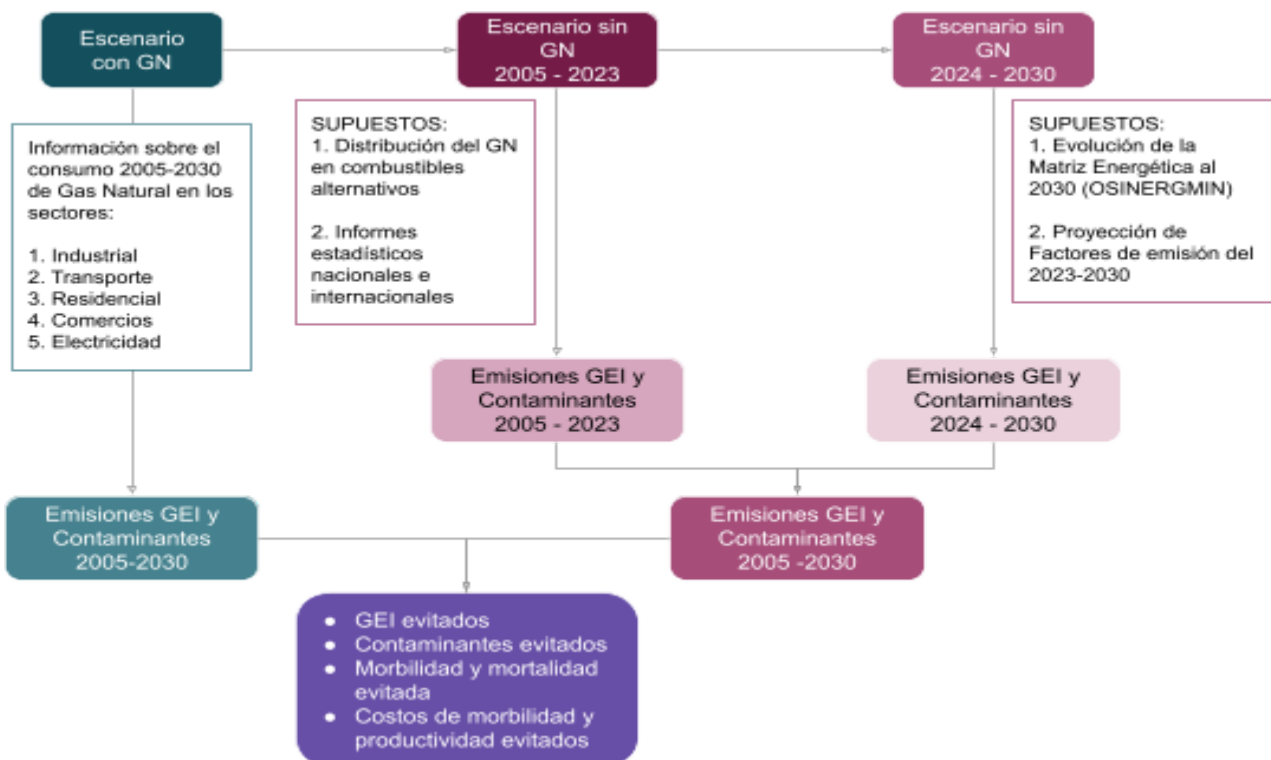 Escenario
con GN
Escenario sin
GN
2005 - 2023
Escenario sin
GN
2024 - 2030
Información sobre el
consumo 2005-2030
de Gas Natural en los
sectores:
1. Industrial
2. Transporte
3. Residencial
4. Comercios
5. Electricidad
SUPUESTOS:
1. Distribución del GN
en combustibles
alternativos
2. Informes
estadísticos
nacionales e
internacionales
SUPUESTOS:
1. Evolución de la
Matriz Energética al
2030 (OSINERGMIN)
2. Proyección de
Factores de emisión del
2023-2030
Emisiones GEI y
Contaminantes
2005 - 2023
Emisiones GEI y
Contaminantes
2024 - 2030
Emisiones GEI y
Contaminantes
2005-2030
Emisiones GEI y
Contaminantes
2005 -2030
● GEI evitados
● Contaminantes evitados
● Morbilidad y mortalidad
evitada
● Costos de morbilidad y
productividad evitados